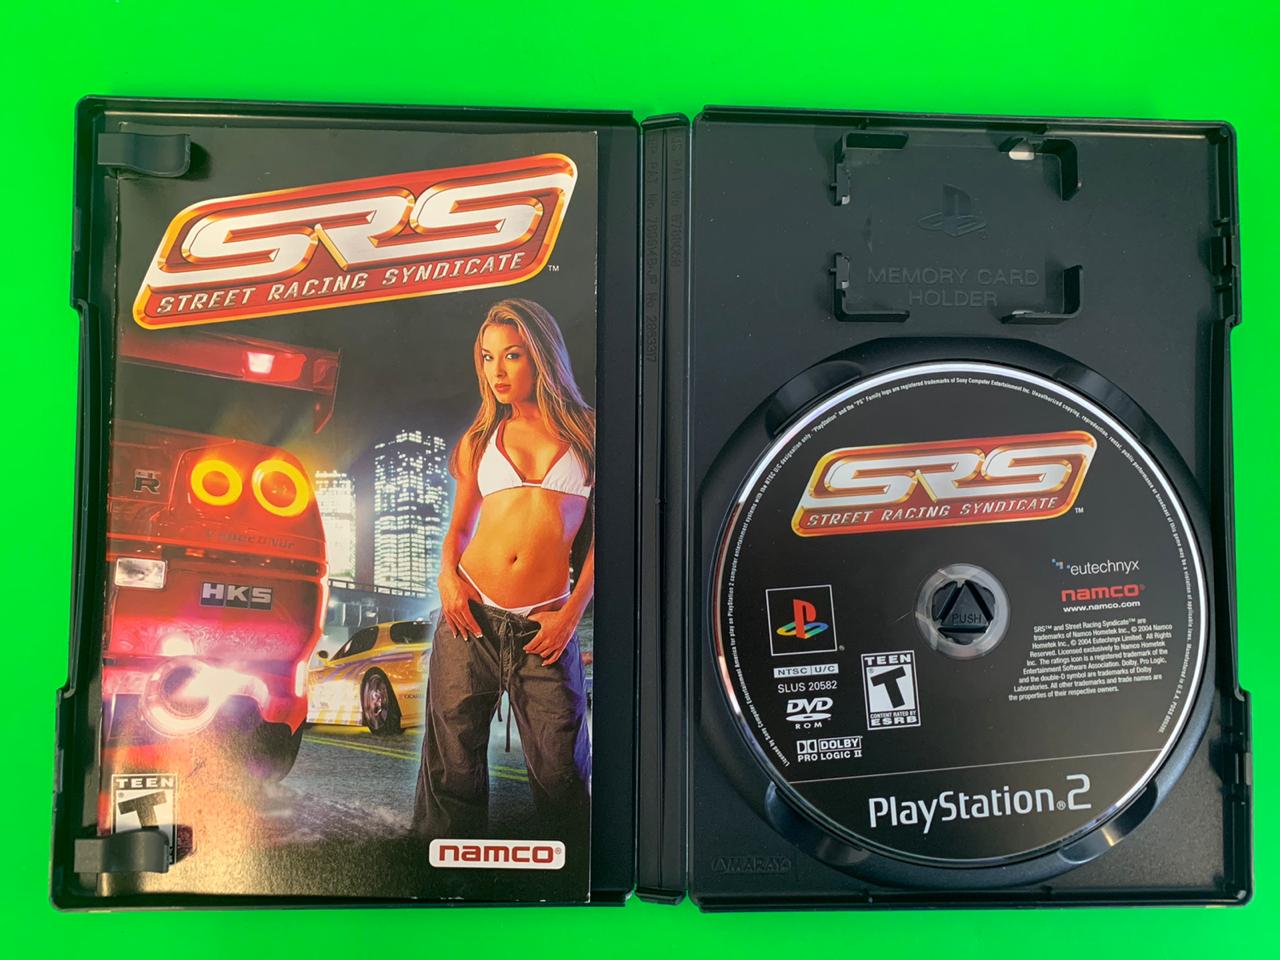 SRS
STREET RACING SYNDICATE ™
GT
R
V·SPEC II NÜR
HKS
TEEN
T
namco®
MEMORY CARD
HOLDER
AMARAY
SRS
STREET RACING SYNDICATE ™
eutechnyx
namco®
www.namco.com
SRS™ and Street Racing Syndicate™ are
trademarks of Namco Hometek Inc., © 2004 Namco
Hometek Inc., © 2004 Eutechnyx Limited. All Rights
Reserved. Licensed exclusively to Namco Hometek
Inc. The ratings icon is a registered trademark of the
Entertainment Software Association. Dolby, Pro Logic,
and the double-D symbol are trademarks of Dolby
Laboratories. All other trademarks and trade names are
the properties of their respective owners.
PUSH
NTSC U/C
SLUS 20582
DVD
ROM
DOLBY
PRO LOGIC II
TEEN
T
CONTENT RATED BY
ESRB
PlayStation®2